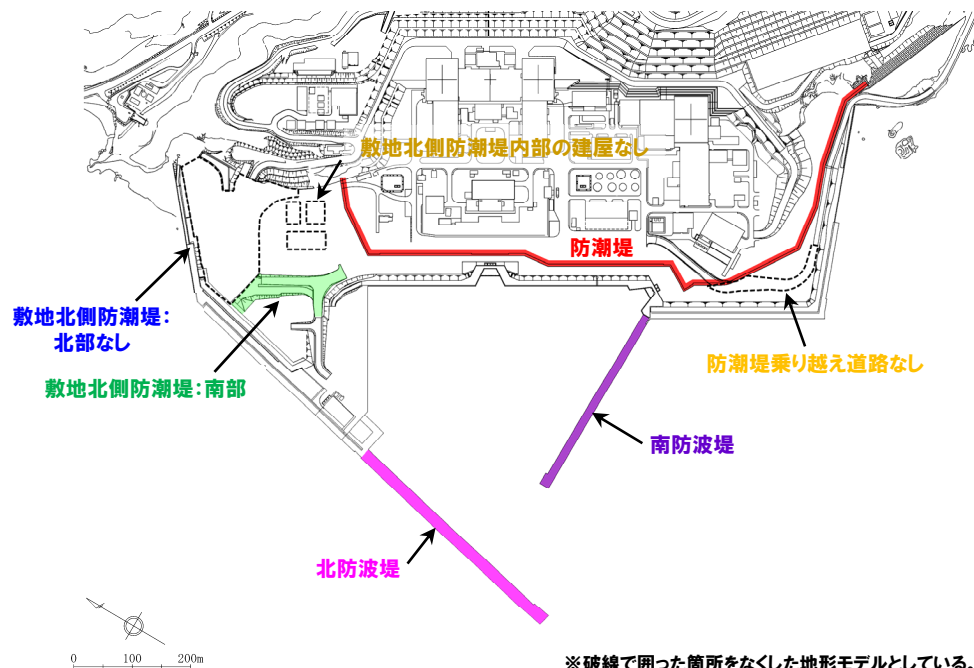 敷地北側防潮堤内部の建屋なし
防潮堤
敷地北側防潮堤:
北部なし
敷地北側防潮堤:南部
防潮堤乗り越え道路なし
南防波堤
北防波堤
0 100 200m
※破線で囲った箇所をなくした地形モデルとしている。